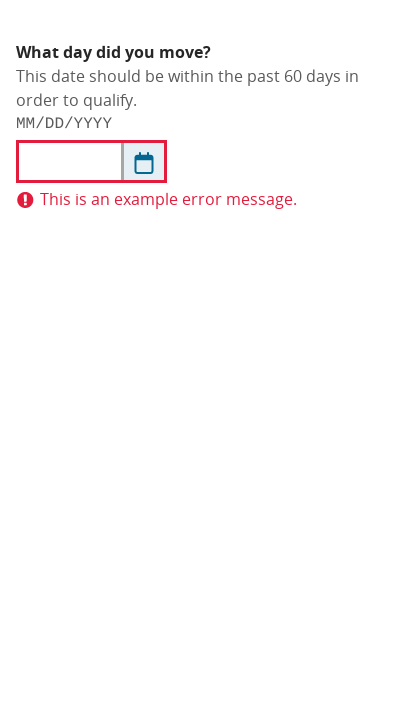 What day did you move?
This date should be within the past 60 days in
order to qualify.
MM/DD/YYYY
This is an example error message.